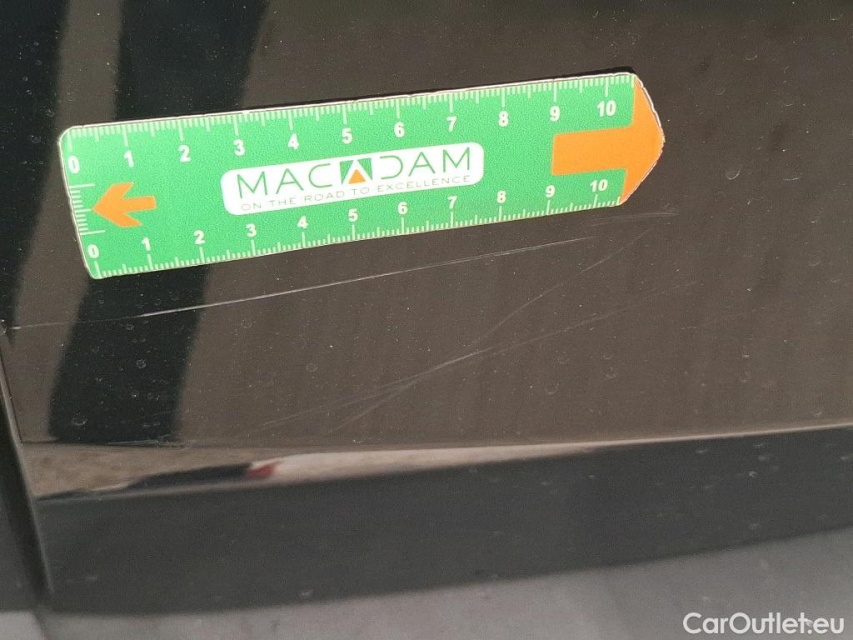 0 1 2 3 4 5 6 7 8 9 10
MACADAM
ON THE ROAD TO EXCELLENCE
0 1 2 3 4 5 6 7 8 9 10
CarOutlet.eu